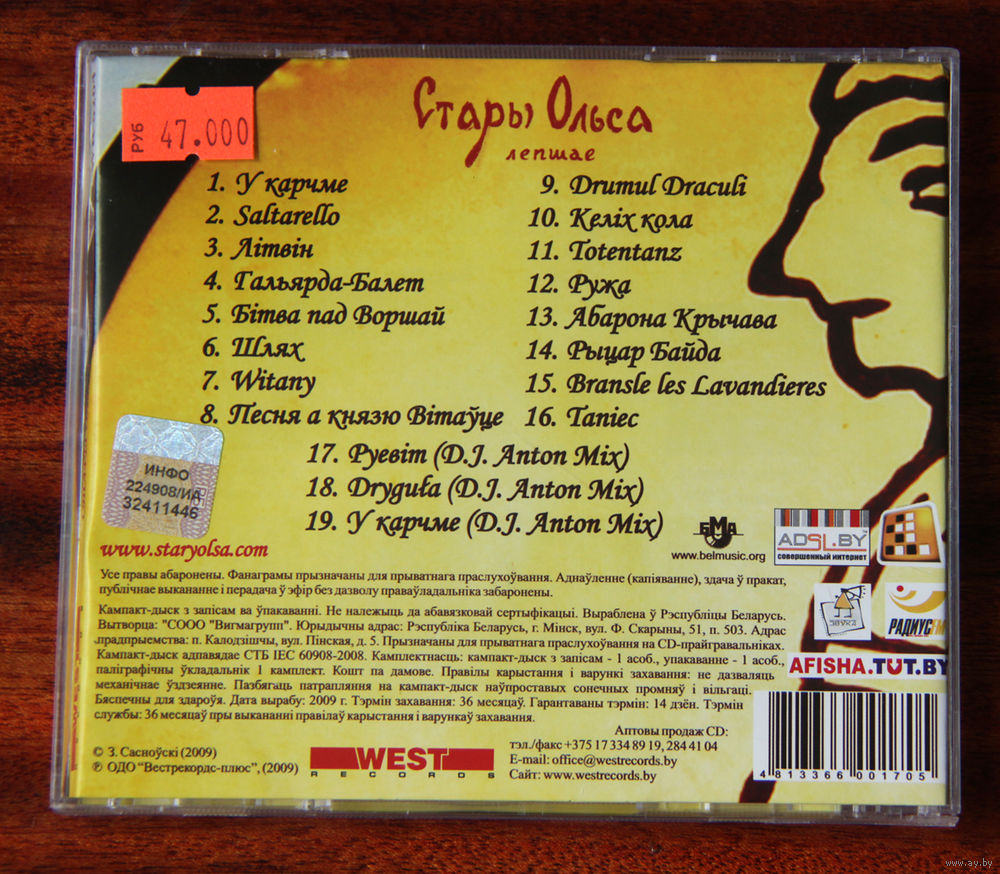 Стары Ольса
лепшае
РУБ 47.000
1. У карчме
2. Saltarello
3. Літвін
4. Гальярда-Балет
5. Бітва пад Воршай
6. Шлях
7. Witany
8. Песня а князю Вітаўце
9. Drumul Draculi
10. Келіх кола
11. Totentanz
12. Ружа
13. Абарона Крычава
14. Рыцар Байда
15. Bransle les Lavandieres
16. Taniec
17. Руевіт (D.J. Anton Mix)
18. Dryguła (D.J. Anton Mix)
19. У карчме (D.J. Anton Mix)
ИНФО
224908/ИА
32411446
www.staryolsa.com
БМА
www.belmusic.org
ADSL.BY
совершенный интернет
Усе правы абаронены. Фанаграмы прызначаны для прыватнага праслухоўвання. Аднаўленне (капіяванне), здача ў пракат,
публічнае выкананне і перадача ў эфір без дазволу праваўладальніка забаронены.
Кампакт-дыск з запісам ва ўпакаванні. Не належыць да абавязковай сертыфікацыі. Выраблена ў Рэспубліцы Беларусь.
Вытворца: "СООО "Вигмагрупп". Юрыдычны адрас: Рэспубліка Беларусь, г. Мінск, вул. Ф. Скарыны, 51, п. 503. Адрас
прадпрыемства: п. Калодзішчы, вул. Пінская, д. 5. Прызначаны для прыватнага праслухоўвання на CD-прайгравальніках.
Кампакт-дыск адпавядае СТБ IEC 60908-2008. Камплектнасць: кампакт-дыск з запісам - 1 асоб., упакаванне - 1 асоб.,
паліграфічны ўкладальнік 1 камплект. Кошт па дамове. Правілы карыстання і варункі захавання: не дазваляць
механічнае ўздзеянне. Пазбягаць патраплення на кампакт-дыск наўпроставых сонечных промняў і вільгаці.
Бяспечны для здароўя. Дата вырабу: 2009 г. Тэрмін захавання: 36 месяцаў. Гарантаваны тэрмін: 14 дзён. Тэрмін
службы: 36 месяцаў пры выкананні правілаў карыстання і варункаў захавання.
РАДИУСFM
AFISHA.TUT.BY
© З. Сасноўскі (2009)
℗ ОДО "Вестрекордс-плюс", (2009)
WEST
RECORDS
Аптовы продаж CD:
тэл./факс +375 17 334 89 19, 284 41 04
E-mail: office@westrecords.by
Сайт: www.westrecords.by
4 813366 001705
www.ay.by